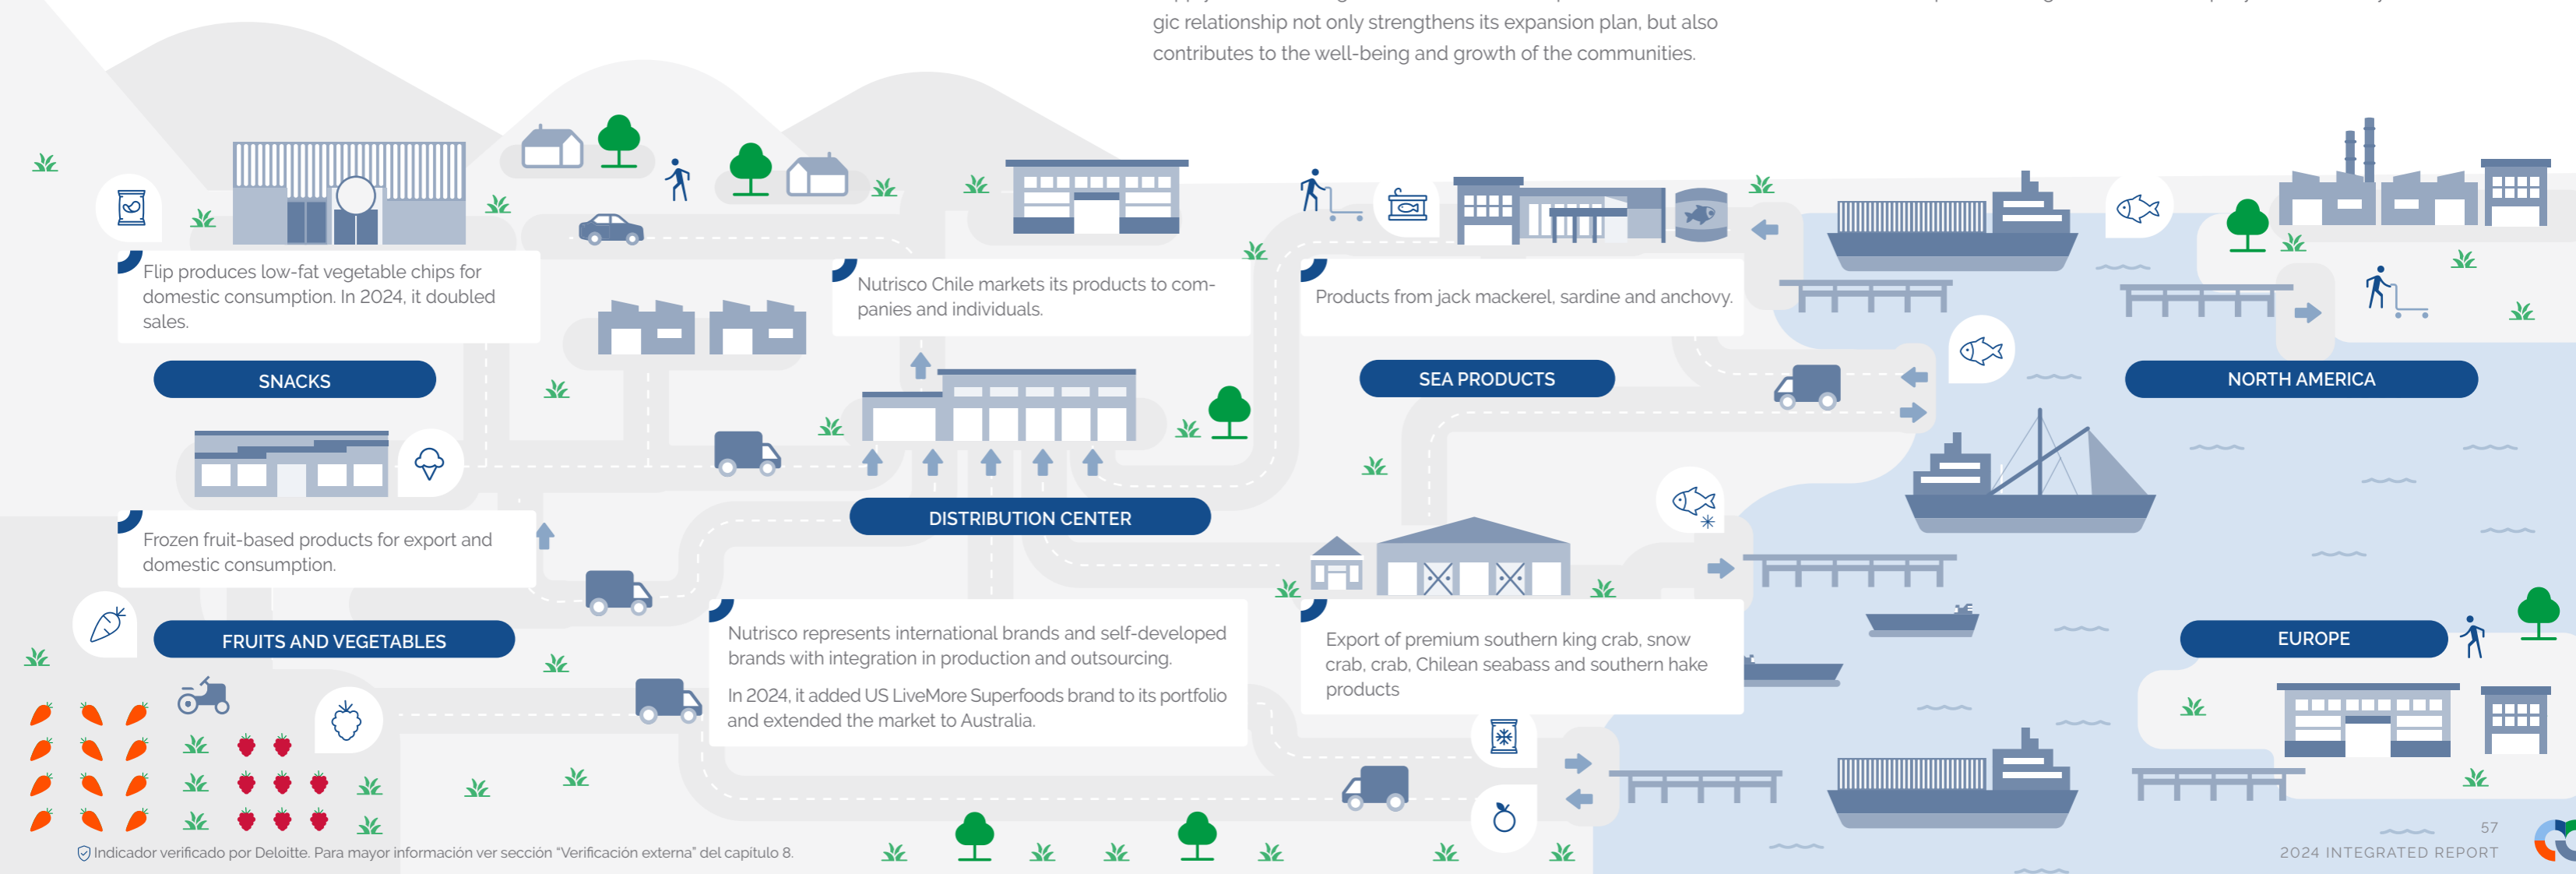 gic relationship not only strengthens its expansion plan, but also
contributes to the well-being and growth of the communities.
Flip produces low-fat vegetable chips for
domestic consumption. In 2024, it doubled
sales.
SNACKS
Nutrisco Chile markets its products to com-
panies and individuals.
Products from jack mackerel, sardine and anchovy.
SEA PRODUCTS
NORTH AMERICA
DISTRIBUTION CENTER
Frozen fruit-based products for export and
domestic consumption.
FRUITS AND VEGETABLES
Nutrisco represents international brands and self-developed
brands with integration in production and outsourcing.
In 2024, it added US LiveMore Superfoods brand to its portfolio
and extended the market to Australia.
Export of premium southern king crab, snow
crab, crab, Chilean seabass and southern hake
products
EUROPE
Indicador verificado por Deloitte. Para mayor información ver sección “Verificación externa” del capítulo 8.
57
2024 INTEGRATED REPORT